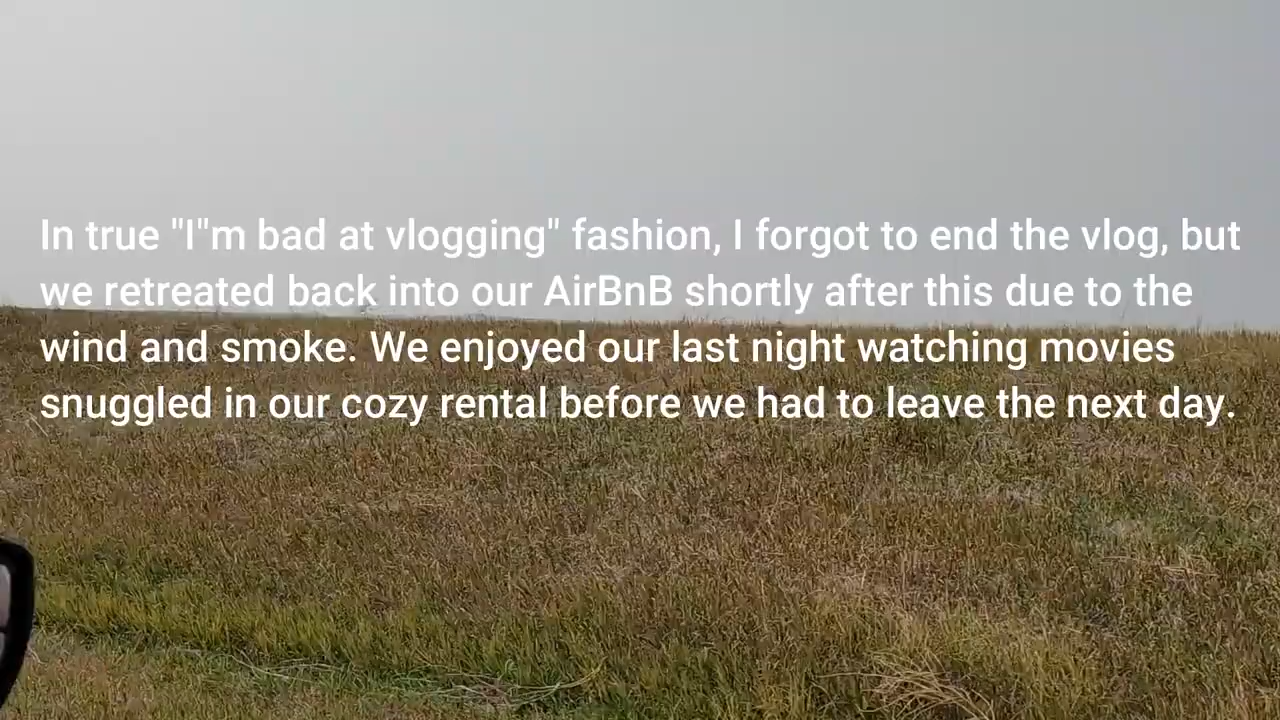 In true "I"m bad at vlogging" fashion, I forgot to end the vlog, but
we retreated back into our AirBnB shortly after this due to the
wind and smoke. We enjoyed our last night watching movies
snuggled in our cozy rental before we had to leave the next day.